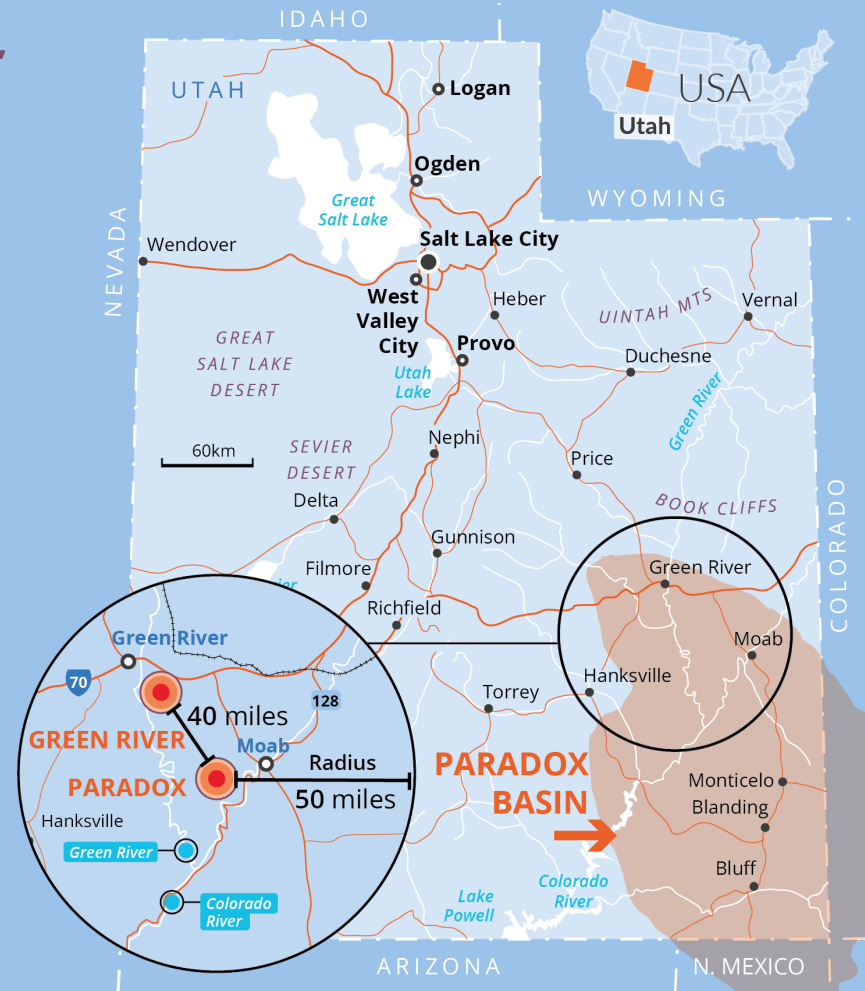 IDAHO
UTAH
Logan
USA
Utah
Ogden
Great
Salt Lake
WYOMING
NEVADA
Wendover
Salt Lake City
West
Valley
City
Heber
UINTAH MTS
Vernal
GREAT
SALT LAKE
DESERT
Provo
Utah
Lake
Duchesne
Green River
60km
SEVIER
DESERT
Nephi
Price
Delta
BOOK CLIFFS
COLORADO
Gunnison
Filmore
Green River
ier
Richfield
Green River
Moab
70
Hanksville
Torrey
128
40 miles
GREEN RIVER
Moab
Radius
PARADOX
BASIN
PARADOX
50 miles
Monticelo
Blanding
Hanksville
Green River
Bluff
Colorado
River
Lake
Powell
Colorado
River
ARIZONA
N. MEXICO